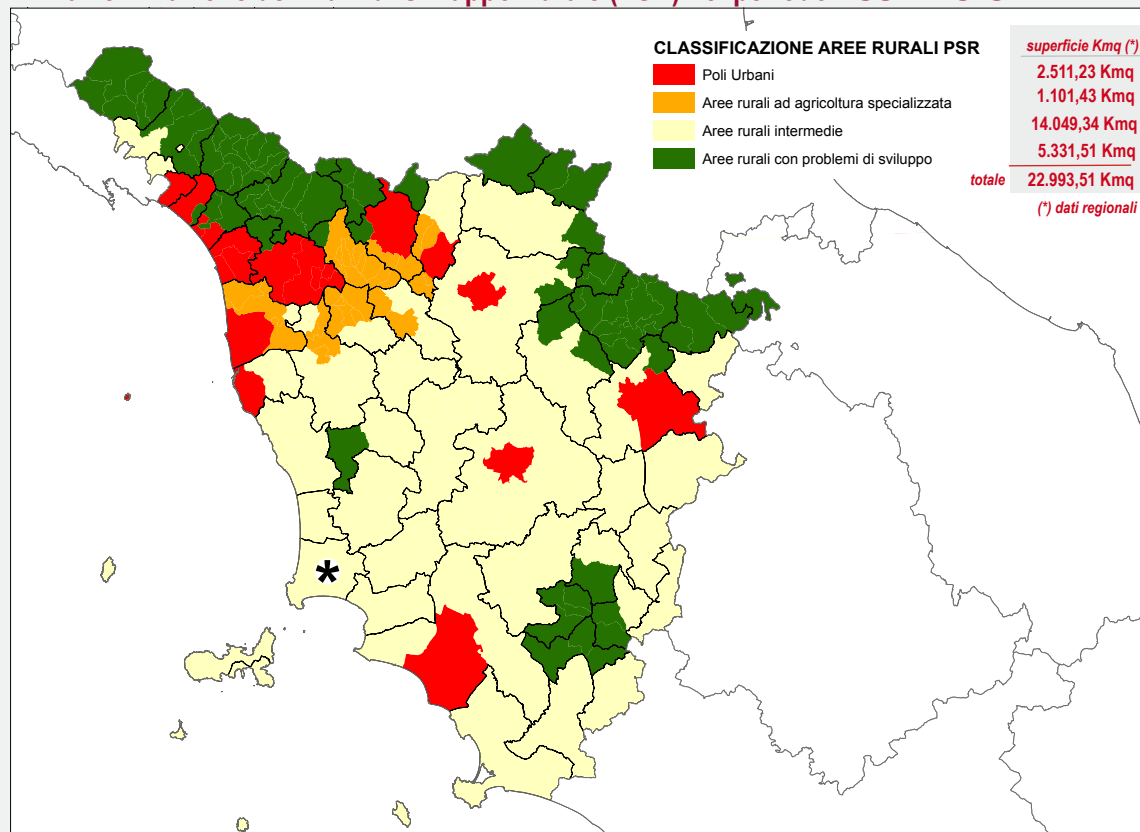 CLASSIFICAZIONE AREE RURALI PSR
superficie Kmq (*)
Poli Urbani
2.511,23 Kmq
Aree rurali ad agricoltura specializzata
1.101,43 Kmq
Aree rurali intermedie
14.049,34 Kmq
Aree rurali con problemi di sviluppo
5.331,51 Kmq
totale 22.993,51 Kmq
(*) dati regionali
*